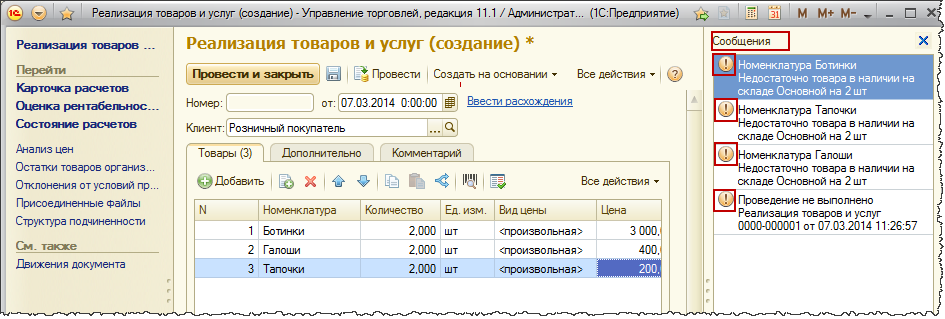 Реализация товаров и услуг (создание) - Управление торговлей, редакция 11.1 / Администрат... (1С:Предприятие)
M M+ M-
Реализация товаров ...
Перейти
Карточка расчетов
Оценка рентабельнос...
Состояние расчетов
Анализ цен
Остатки товаров организ...
Отклонения от условий пр...
Присоединенные файлы
Структура подчиненности
См. также
Движения документа
Реализация товаров и услуг (создание) *
Провести и закрыть Провести Создать на основании Все действия
Номер: от: 07.03.2014 0:00:00 Ввести расхождения
Клиент: Розничный покупатель ...
Товары (3) Дополнительно Комментарий
Добавить Все действия
N Номенклатура Количество Ед. изм. Вид цены Цена
1 Ботинки 2,000 шт <произвольная> 3 000,
2 Галоши 2,000 шт <произвольная> 400,
3 Тапочки 2,000 шт <произвольная> 200,
Сообщения
Номенклатура Ботинки
Недостаточно товара в наличии на
складе Основной на 2 шт
Номенклатура Тапочки
Недостаточно товара в наличии на
складе Основной на 2 шт
Номенклатура Галоши
Недостаточно товара в наличии на
складе Основной на 2 шт
Проведение не выполнено
Реализация товаров и услуг
0000-000001 от 07.03.2014 11:26:57